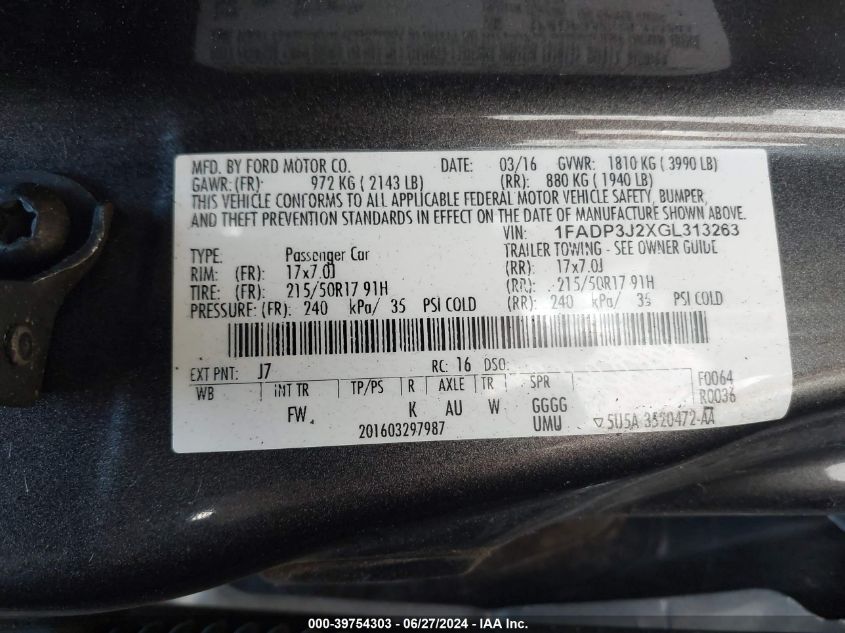 MFD. BY FORD MOTOR CO. DATE: 03/16 GVWR: 1810 KG ( 3990 LB)
GAWR: (FR) 972 KG ( 2143 LB) (RR): 880 KG ( 1940 LB)
THIS VEHICLE CONFORMS TO ALL APPLICABLE FEDERAL MOTOR VEHICLE SAFETY, BUMPER,
AND THEFT PREVENTION STANDARDS IN EFFECT ON THE DATE OF MANUFACTURE SHOWN ABOVE.
VIN: 1FADP3J2XGL313263
TYPE: Passenger Car TRAILER TOWING - SEE OWNER GUIDE
RIM: (FR): 17x7.0J (RR): 17x7.0J
TIRE: (FR): 215/50R17 91H (RR): 215/50R17 91H
PRESSURE: (FR): 240 kPa/ 35 PSI COLD (RR): 240 kPa/ 35 PSI COLD
EXT PNT: J7 RC: 16 DSO: F0064
WB INT TR TP/PS R AXLE TR SPR R0036
FW K AU W GGGG
201603297987 UMU 5U5A 3520472-AA
000-39754303 - 06/27/2024 - IAA Inc.